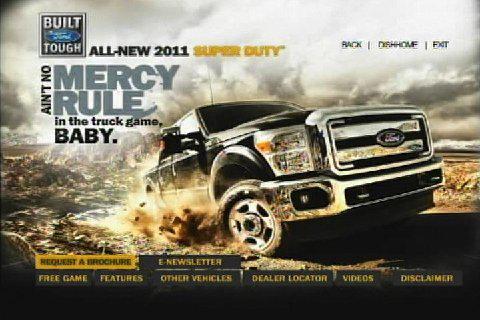 BUILT
Ford
TOUGH
ALL-NEW 2011 SUPER DUTY
BACK | DISHHOME | EXIT
AIN'T NO
MERCY
RULE
in the truck game,
BABY.
Ford
REQUEST A BROCHURE
E-NEWSLETTER
FREE GAME
FEATURES
OTHER VEHICLES
DEALER LOCATOR
VIDEOS
DISCLAIMER